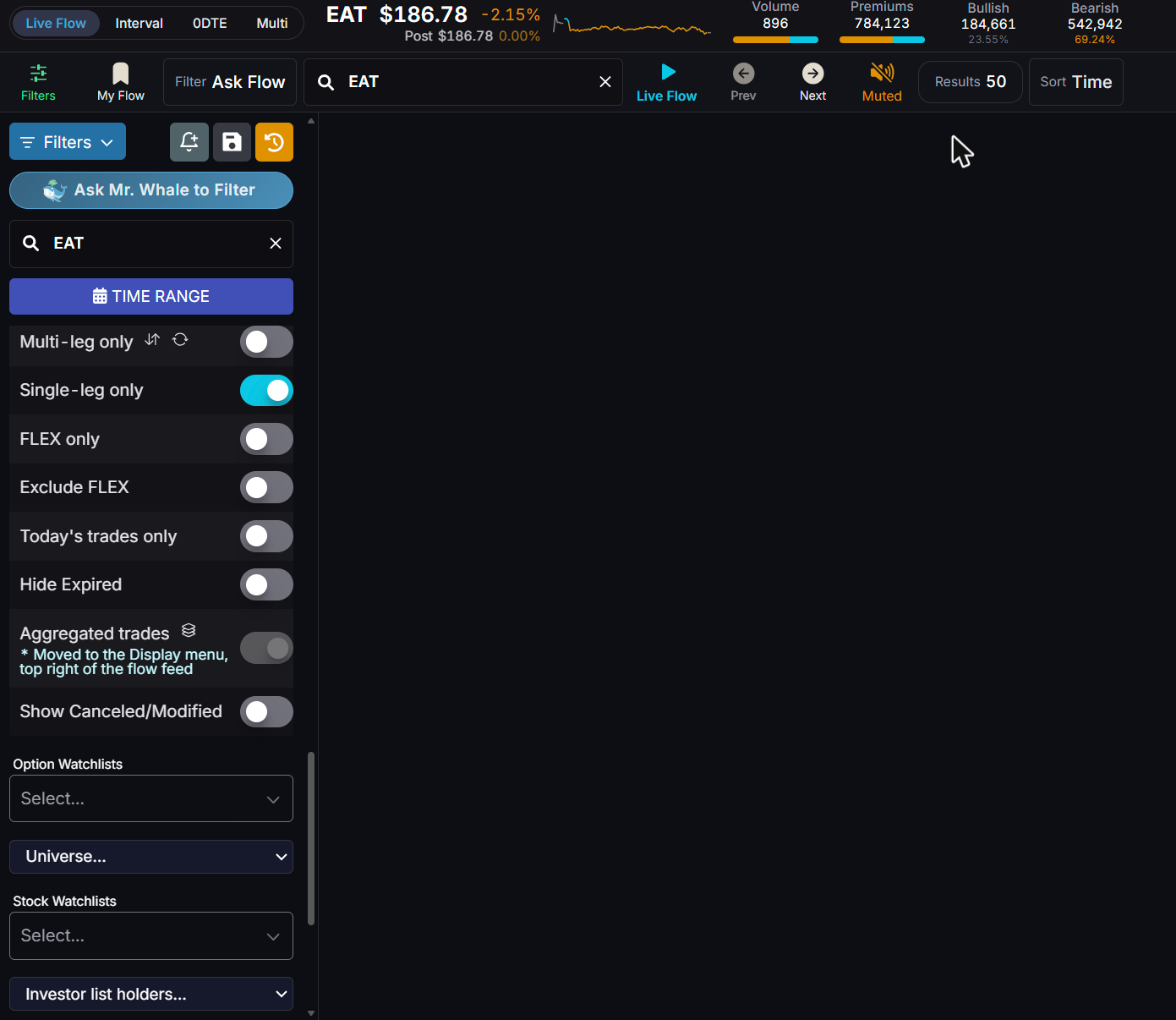 Live Flow Interval 0DTE Multi
EAT $186.78 -2.15%
Post $186.78 0.00%
Volume
896
Premiums
784,123
Bullish
184,661
23.55%
Bearish
542,942
69.24%
Filters
My Flow
Filter Ask Flow
EAT
Live Flow
Prev
Next
Muted
Results 50
Sort Time
Filters
Ask Mr. Whale to Filter
EAT
TIME RANGE
Multi-leg only
Single-leg only
FLEX only
Exclude FLEX
Today's trades only
Hide Expired
Aggregated trades
* Moved to the Display menu,
top right of the flow feed
Show Canceled/Modified
Option Watchlists
Select...
Universe...
Stock Watchlists
Select...
Investor list holders...